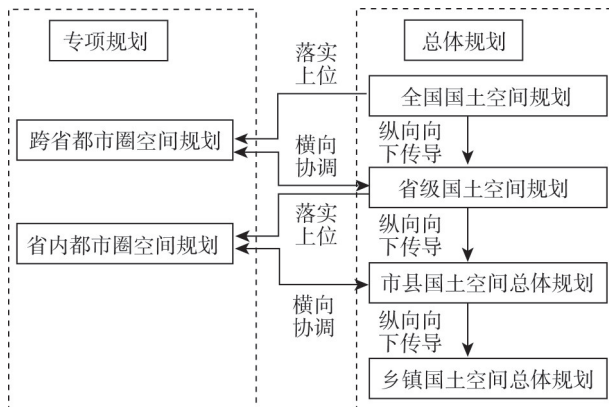 专项规划
总体规划
落实
上位
全国国土空间规划
纵向向
下传导
跨省都市圈空间规划
横向
协调
省级国土空间规划
落实
上位
纵向向
下传导
省内都市圈空间规划
横向
协调
市县国土空间总体规划
纵向向
下传导
乡镇国土空间总体规划